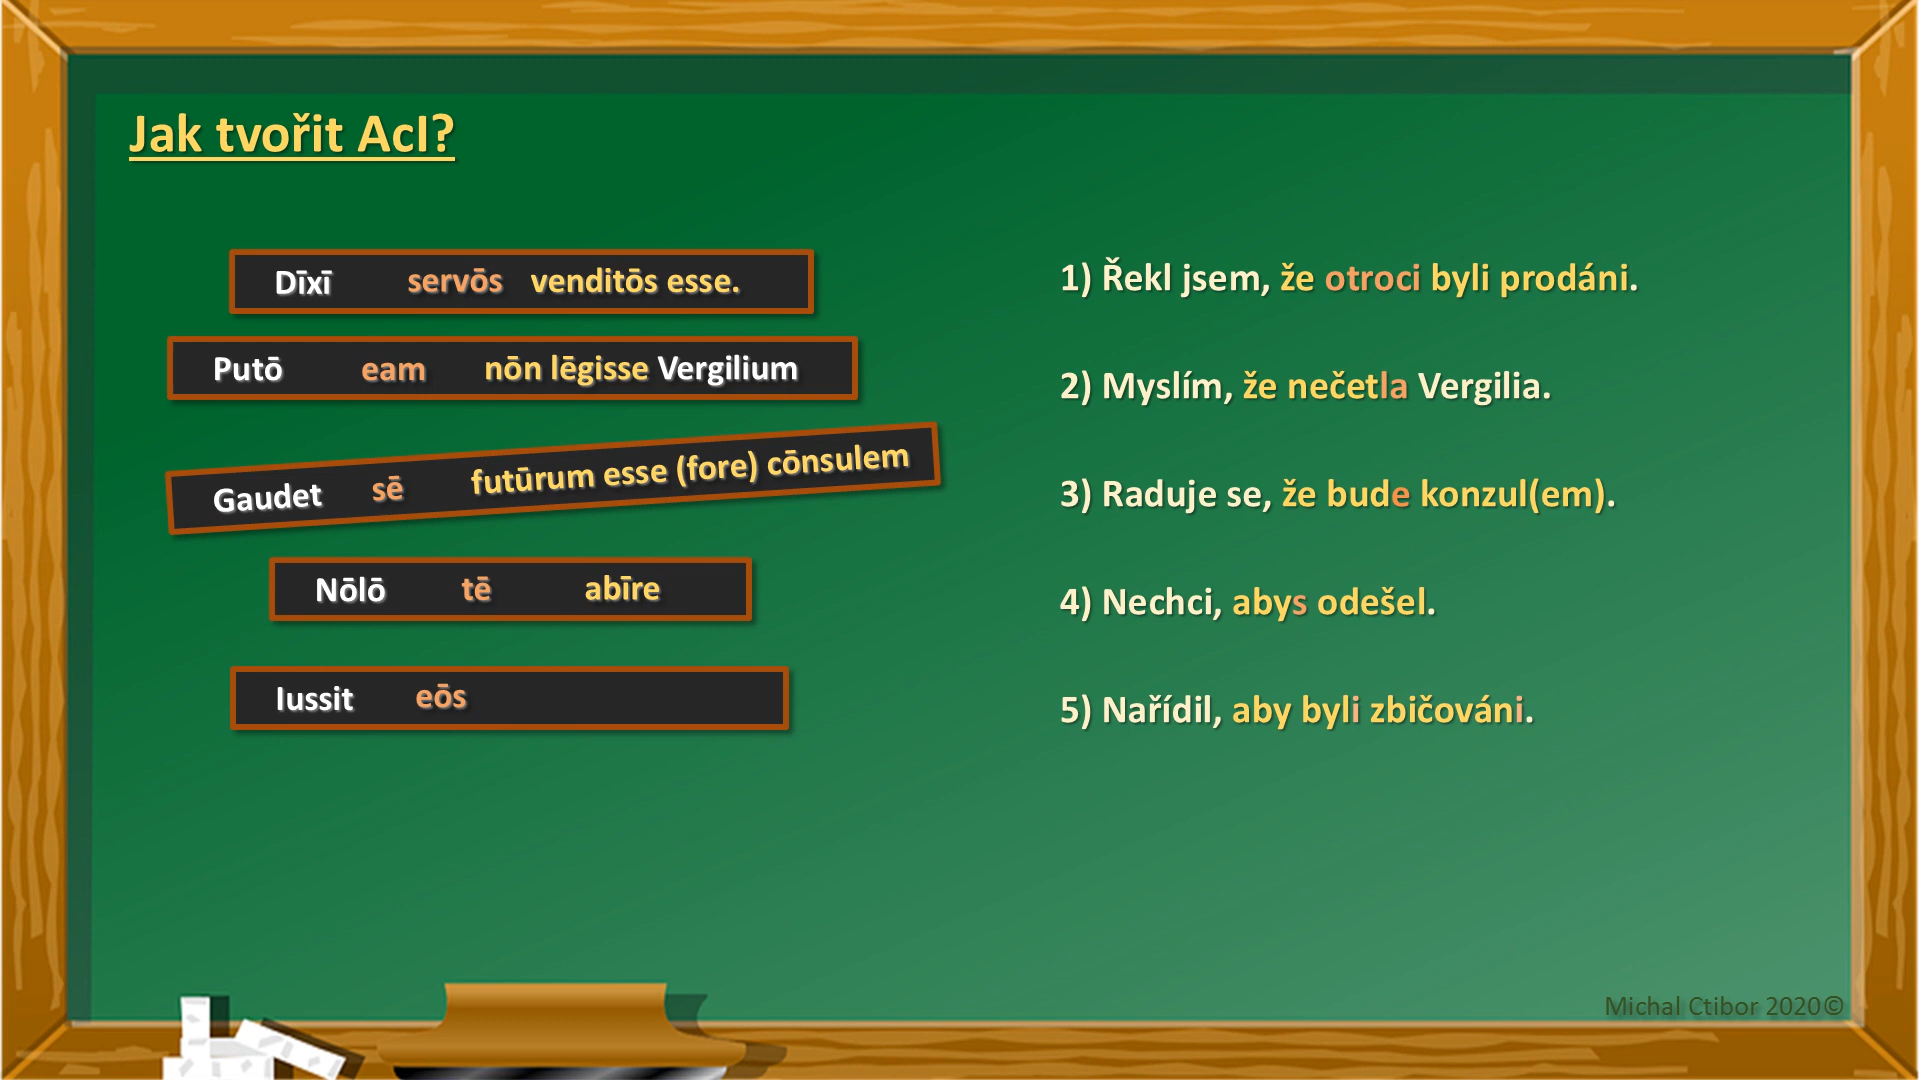 Jak tvořit AcI?
Dīxī servōs venditōs esse.
Putō eam nōn lēgisse Vergilium
Gaudet sē futūrum esse (fore) cōnsulem
Nōlō tē abīre
Iussit eōs
1) Řekl jsem, že otroci byli prodáni.
2) Myslím, že nečetla Vergilia.
3) Raduje se, že bude konzul(em).
4) Nechci, abys odešel.
5) Nařídil, aby byli zbičováni.
Michal Ctibor 2020©